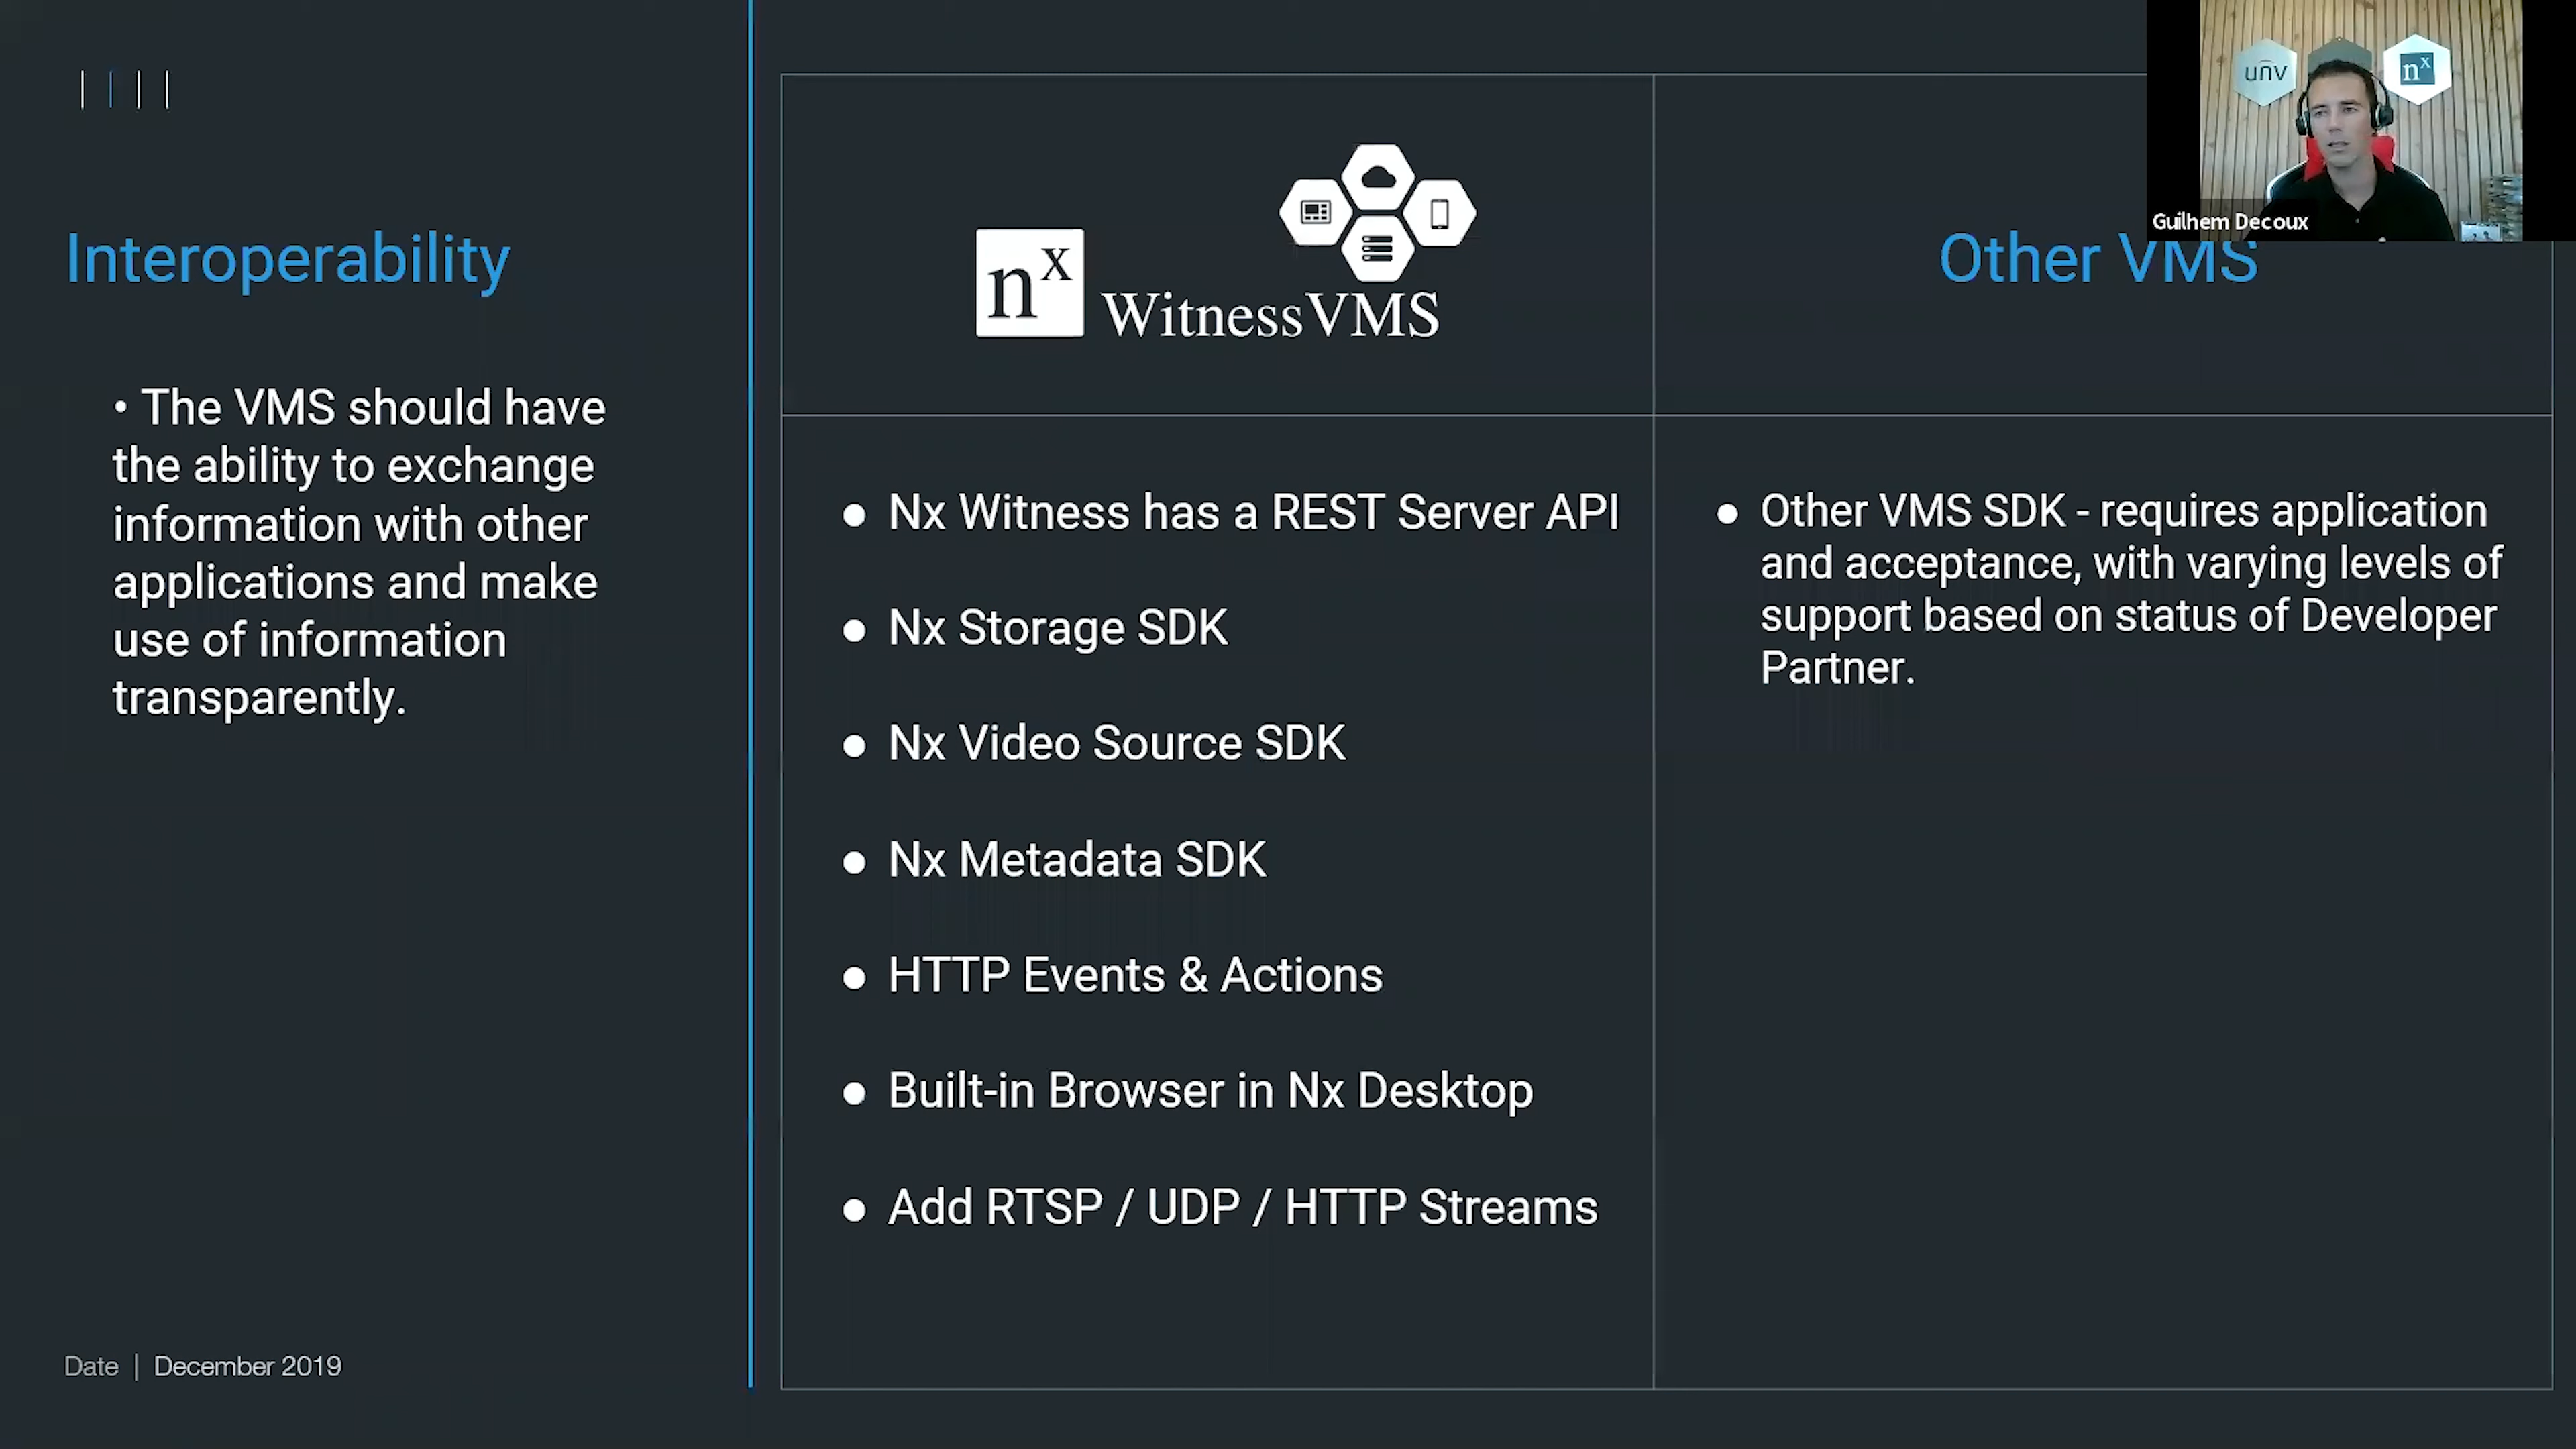 unv
nx
Guilhem Decoux
Interoperability
• The VMS should have
the ability to exchange
information with other
applications and make
use of information
transparently.
Date | December 2019
nx WitnessVMS
Other VMS
● Nx Witness has a REST Server API
● Nx Storage SDK
● Nx Video Source SDK
● Nx Metadata SDK
● HTTP Events & Actions
● Built-in Browser in Nx Desktop
● Add RTSP / UDP / HTTP Streams
● Other VMS SDK - requires application
and acceptance, with varying levels of
support based on status of Developer
Partner.